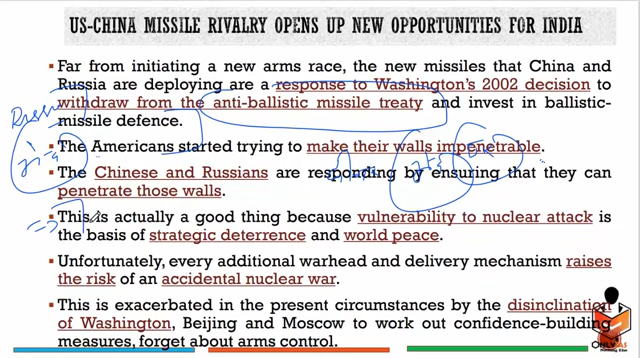 US-CHINA MISSILE RIVALRY OPENS UP NEW OPPORTUNITIES FOR INDIA
Far from initiating a new arms race, the new missiles that China and
Russia are deploying are a response to Washington's 2002 decision to
withdraw from the anti-ballistic missile treaty and invest in ballistic-
missile defence.
Russia
The Americans started trying to make their walls impenetrable.
The Chinese and Russians are responding by ensuring that they can
penetrate those walls.
This is actually a good thing because vulnerability to nuclear attack is
the basis of strategic deterrence and world peace.
Unfortunately, every additional warhead and delivery mechanism raises
the risk of an accidental nuclear war.
This is exacerbated in the present circumstances by the disinclination
of Washington, Beijing and Moscow to work out confidence-building
measures, forget about arms control.
ONLY IAS